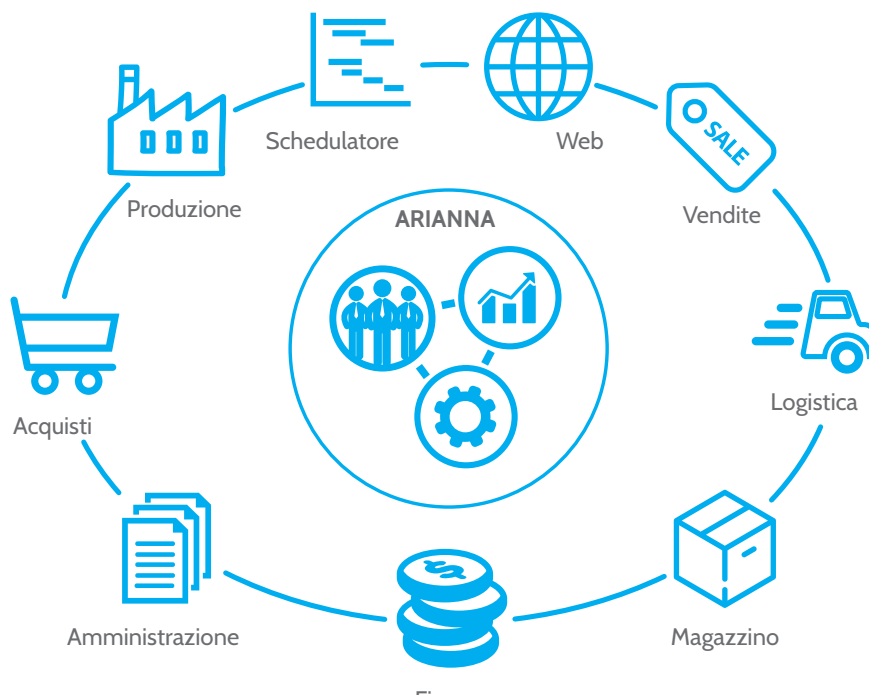 Schedulatore
Web
SALE
Produzione
Vendite
ARIANNA
Logistica
Acquisti
Amministrazione
Magazzino
$